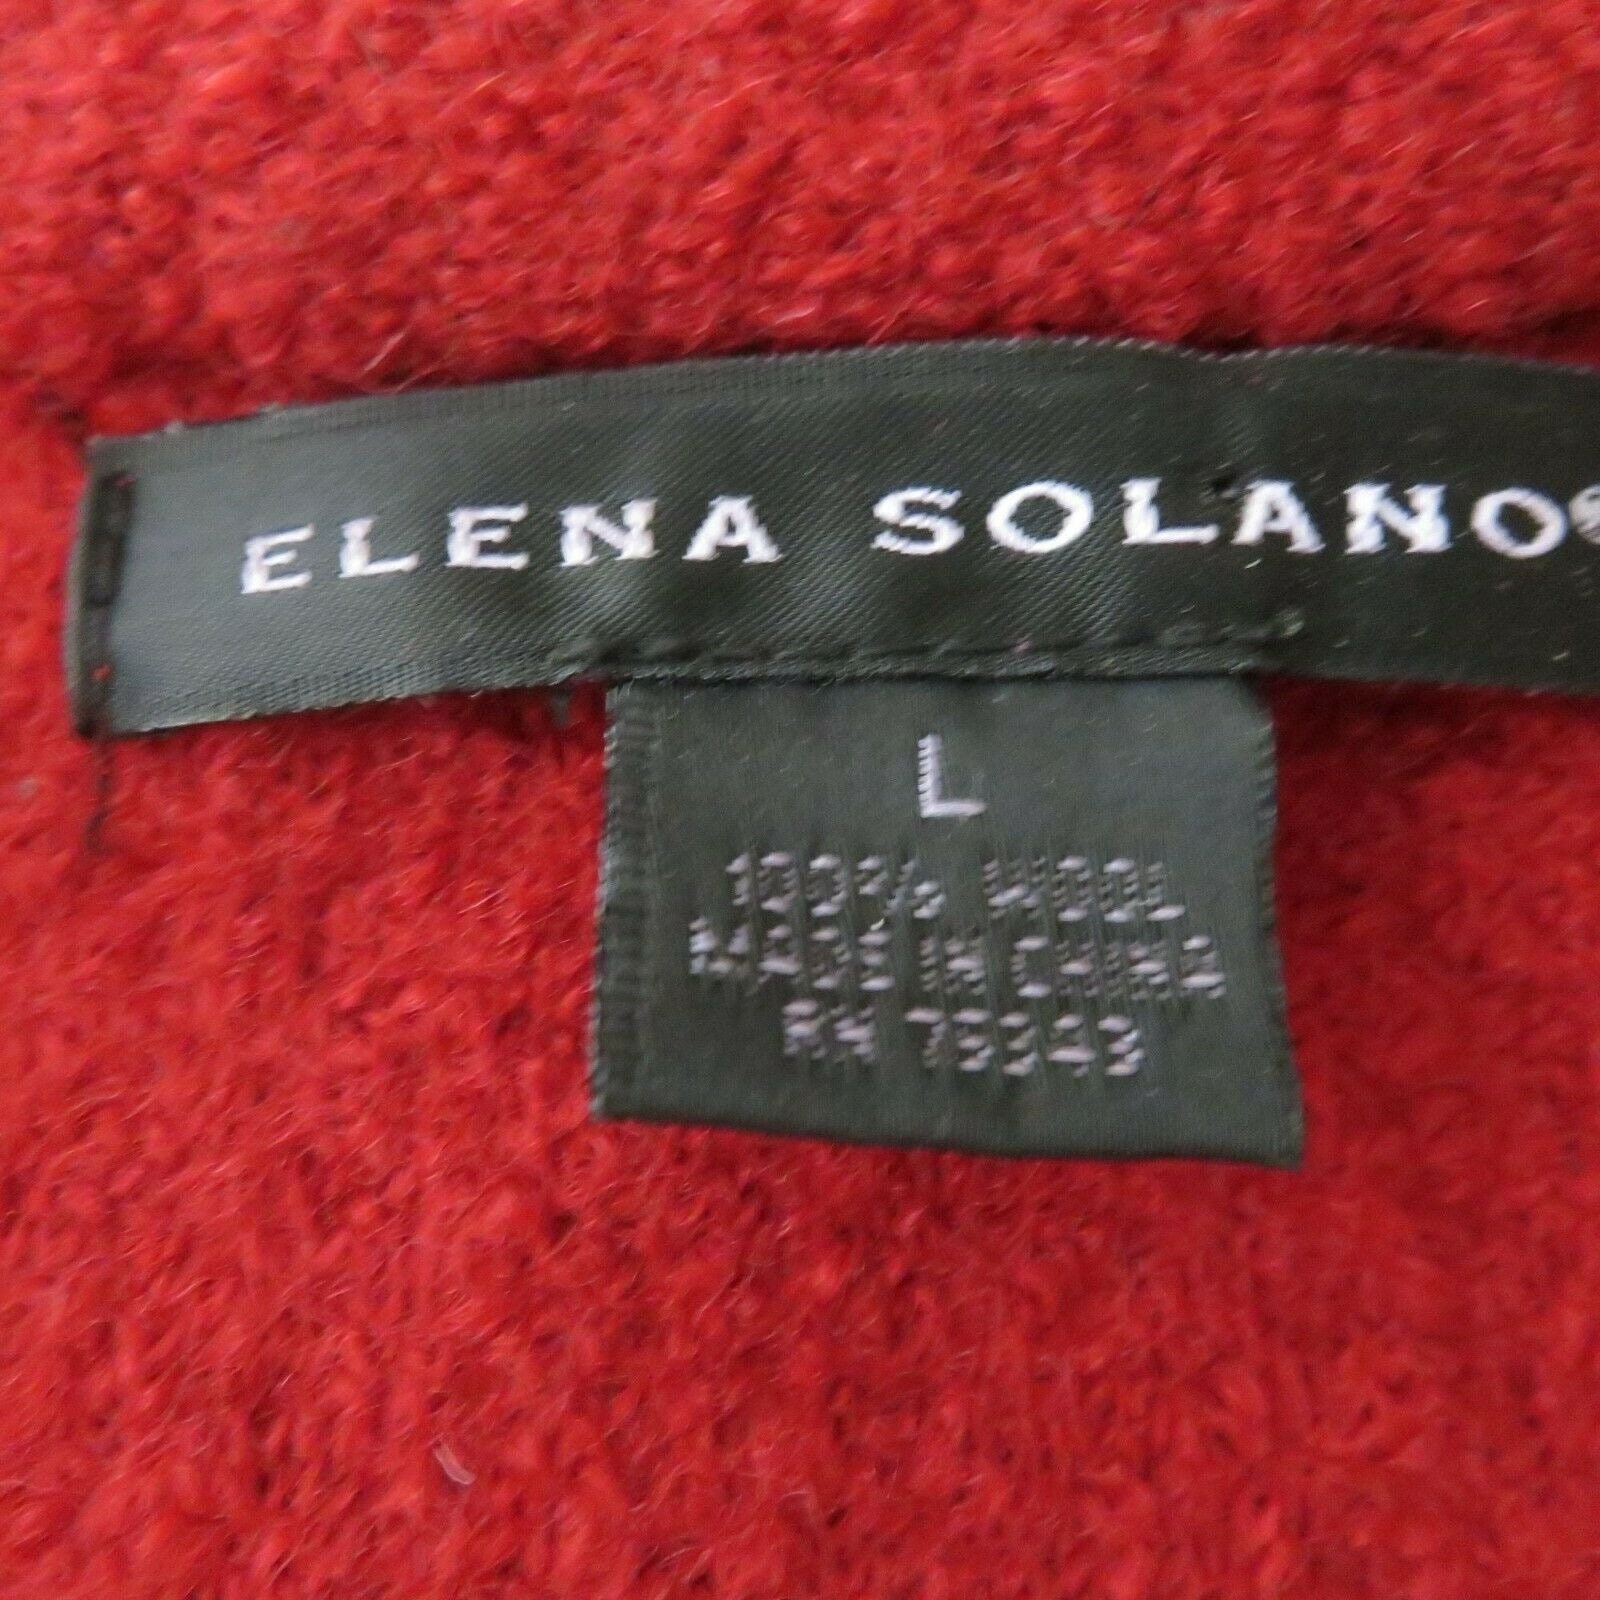 ELENA SOLANO®
L
100% WOOL
MADE IN CHINA
RN 75343